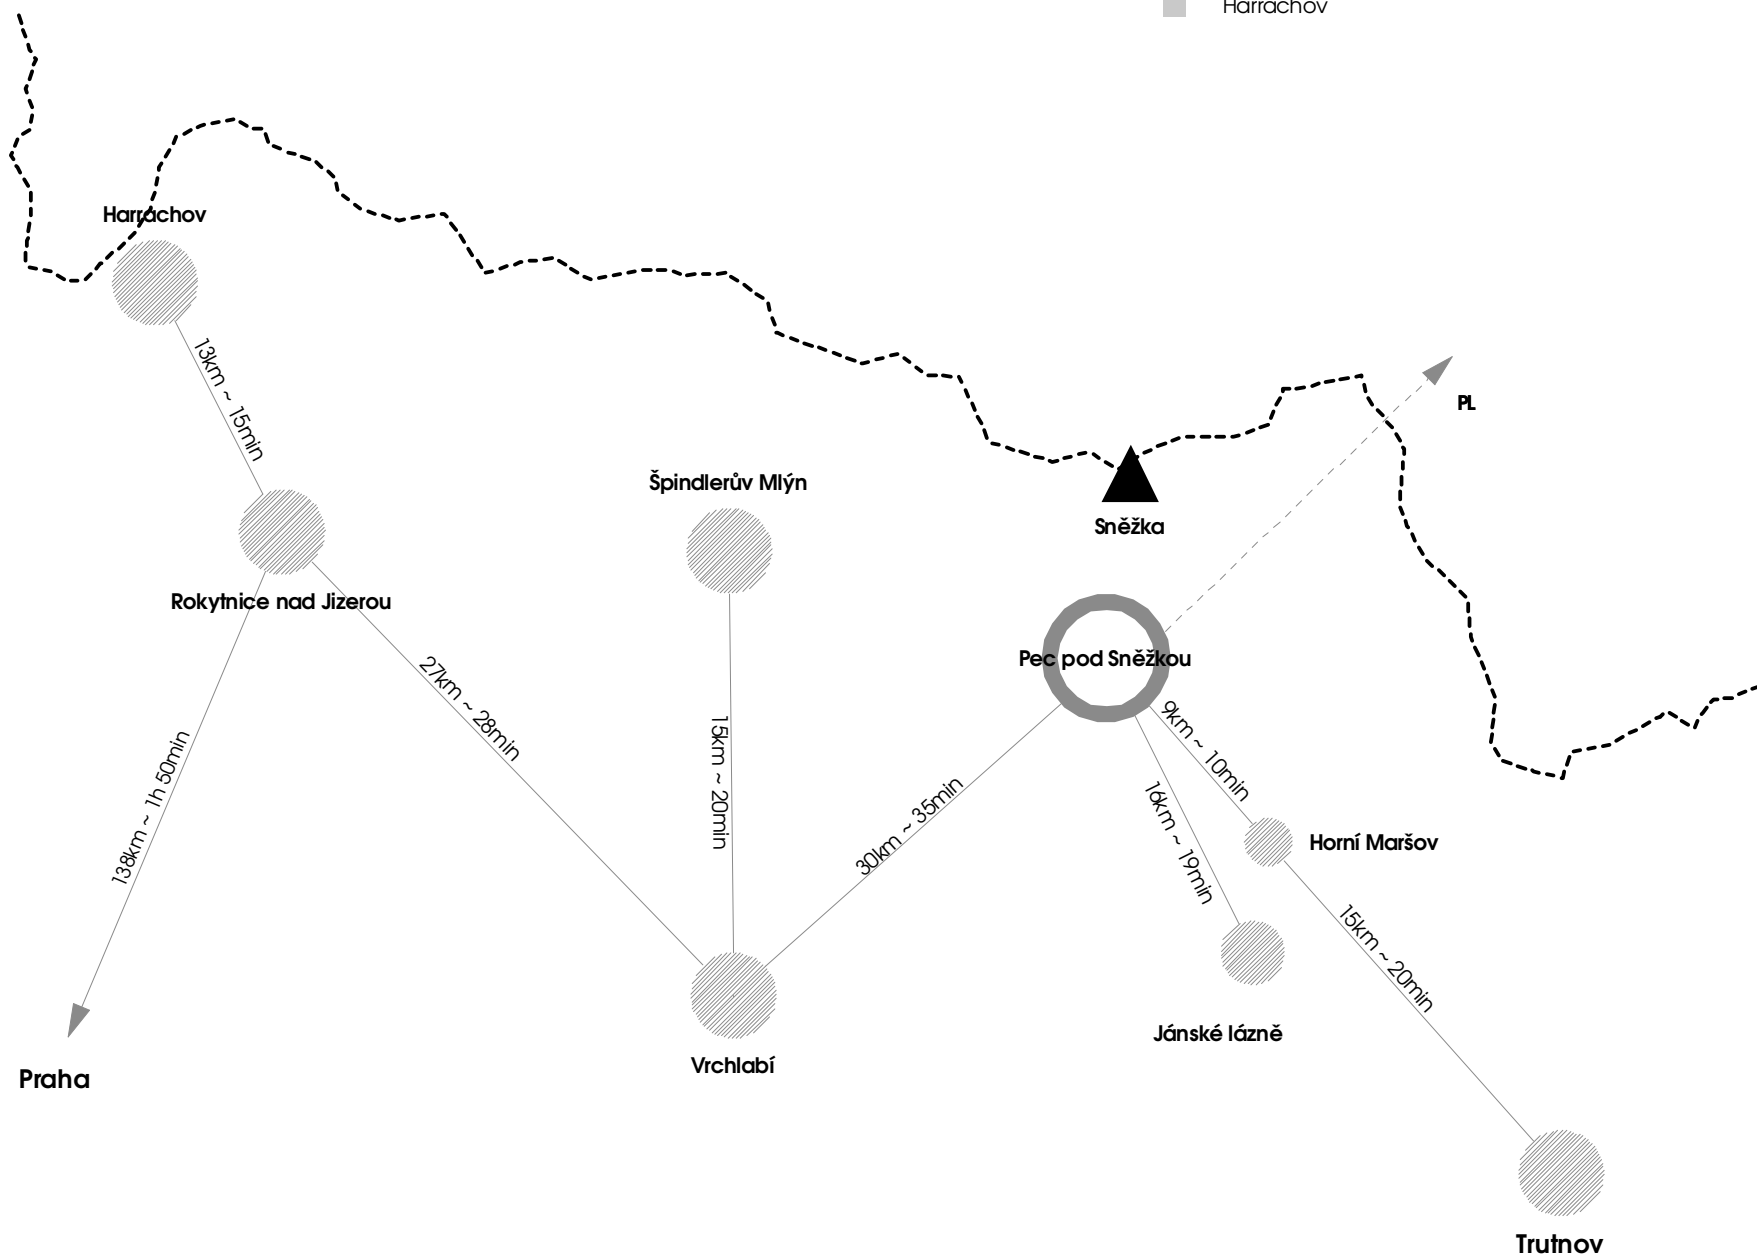 Harrachov
Harrachov
13km ~ 15min
PL
Špindlerův Mlýn
Sněžka
Rokytnice nad Jizerou
Pec pod Sněžkou
27km ~ 28min
15km ~ 20min
9km ~ 10min
138km ~ 1h 50min
30km ~ 35min
16km ~ 19min
Horní Maršov
15km ~ 20min
Jánské lázně
Vrchlabí
Praha
Trutnov